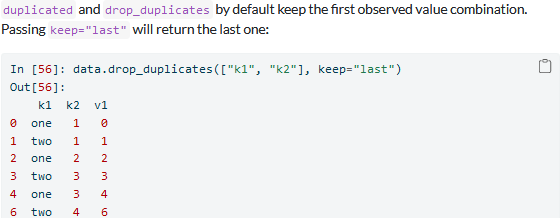 duplicated and drop_duplicates by default keep the first observed value combination.
Passing keep="last" will return the last one:
In [56]: data.drop_duplicates(["k1", "k2"], keep="last")
Out[56]:
    k1  k2  v1
0  one   1   0
1  two   1   1
2  one   2   2
3  two   3   3
4  one   3   4
6  two   4   6